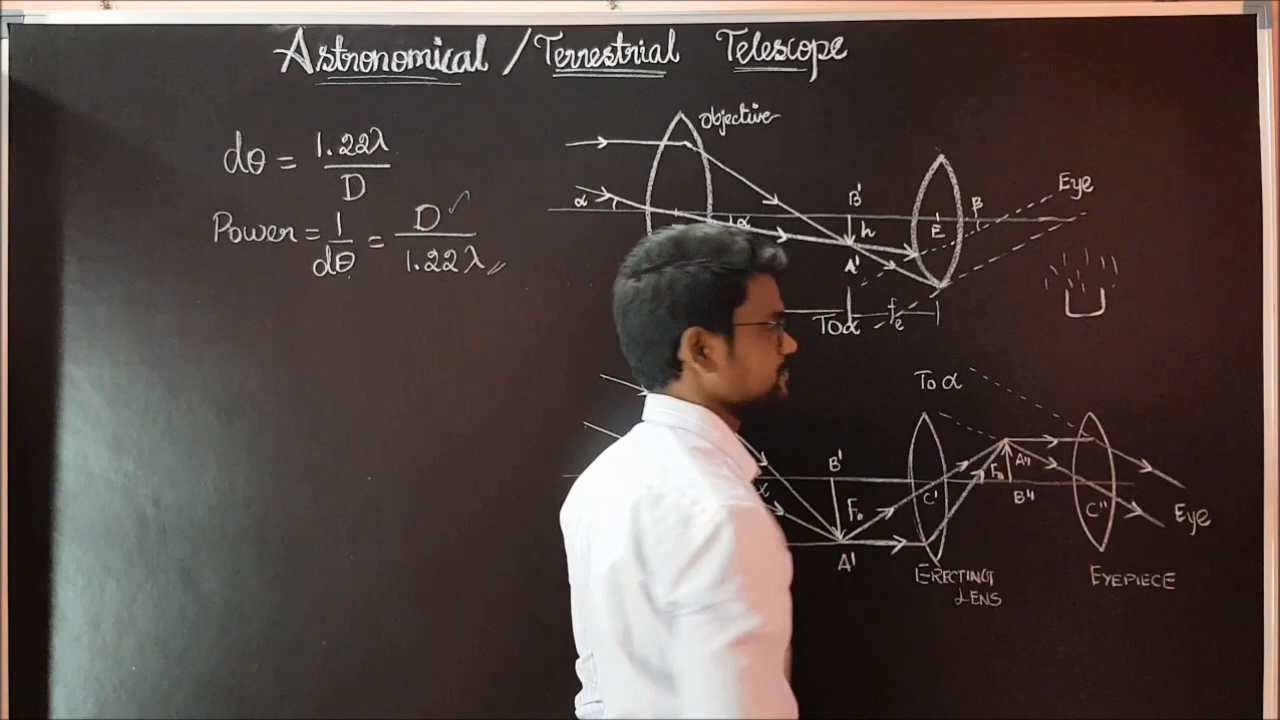 Astronomical / Terrestrial Telescope
dθ = 1.22λ / D
Power = 1 / dθ = D / 1.22λ
Objective
α
α
B'
h
A'
E'
β
Eye
To α
fe
To α
B'
α
Fo
A'
C'
Fo
A''
B''
C''
Eye
ERECTING
LENS
EYEPIECE